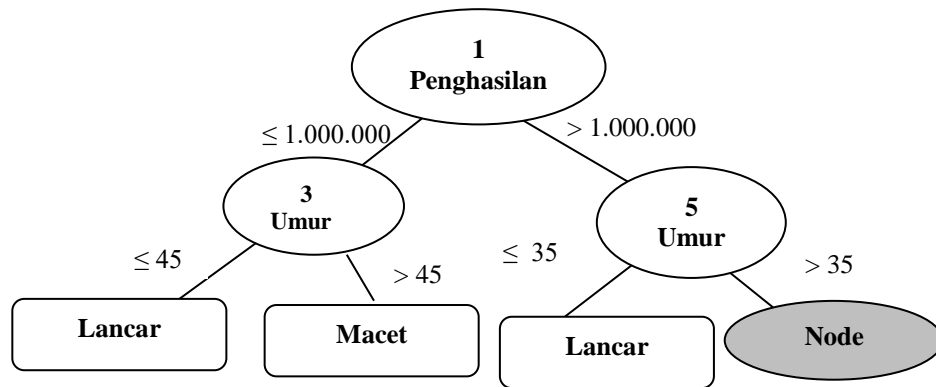 1
Penghasilan
≤ 1.000.000
> 1.000.000
3
Umur
5
Umur
≤ 45
> 45
≤ 35
> 35
Lancar
Macet
Lancar
Node